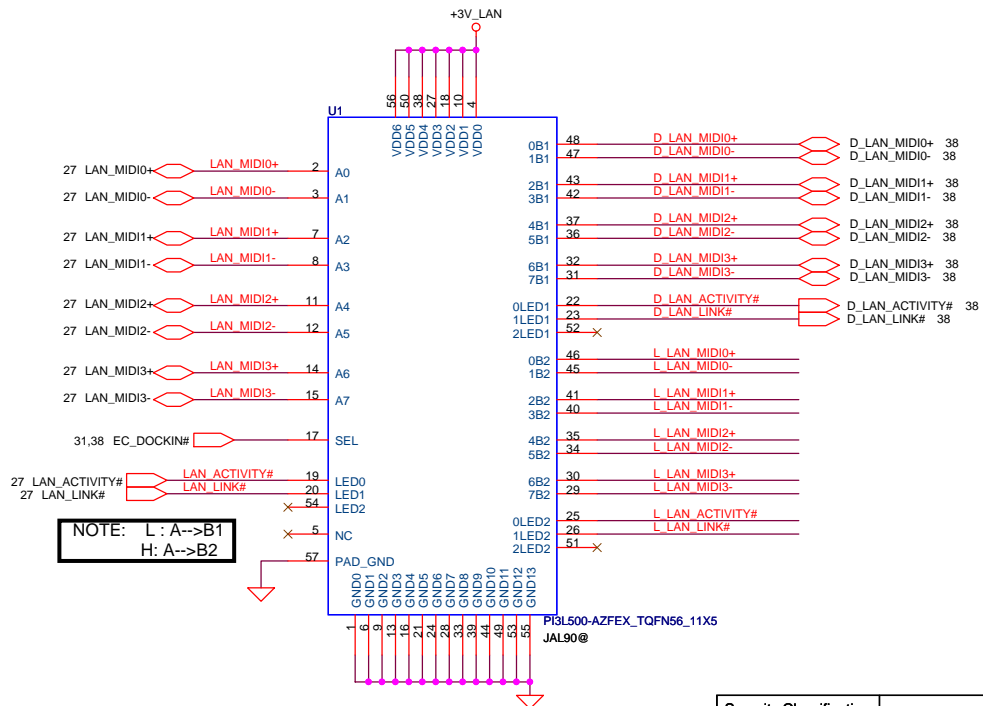 +3V_LAN
U1
56 50 38 27 18 10 4
VDD6 VDD5 VDD4 VDD3 VDD2 VDD1 VDD0
27 LAN_MIDI0+ LAN_MIDI0+ 2 A0
27 LAN_MIDI0- LAN_MIDI0- 3 A1
27 LAN_MIDI1+ LAN_MIDI1+ 7 A2
27 LAN_MIDI1- LAN_MIDI1- 8 A3
27 LAN_MIDI2+ LAN_MIDI2+ 11 A4
27 LAN_MIDI2- LAN_MIDI2- 12 A5
27 LAN_MIDI3+ LAN_MIDI3+ 14 A6
27 LAN_MIDI3- LAN_MIDI3- 15 A7
31,38 EC_DOCKIN# 17 SEL
27 LAN_ACTIVITY# LAN_ACTIVITY# 19 LED0
27 LAN_LINK# LAN_LINK# 20 LED1
54 LED2
5 NC
57 PAD_GND
NOTE: L : A-->B1
H: A-->B2
0B1 48 D_LAN_MIDI0+ D_LAN_MIDI0+ 38
1B1 47 D_LAN_MIDI0- D_LAN_MIDI0- 38
2B1 43 D_LAN_MIDI1+ D_LAN_MIDI1+ 38
3B1 42 D_LAN_MIDI1- D_LAN_MIDI1- 38
4B1 37 D_LAN_MIDI2+ D_LAN_MIDI2+ 38
5B1 36 D_LAN_MIDI2- D_LAN_MIDI2- 38
6B1 32 D_LAN_MIDI3+ D_LAN_MIDI3+ 38
7B1 31 D_LAN_MIDI3- D_LAN_MIDI3- 38
0LED1 22 D_LAN_ACTIVITY# D_LAN_ACTIVITY# 38
1LED1 23 D_LAN_LINK# D_LAN_LINK# 38
2LED1 52
0B2 46 L_LAN_MIDI0+
1B2 45 L_LAN_MIDI0-
2B2 41 L_LAN_MIDI1+
3B2 40 L_LAN_MIDI1-
4B2 35 L_LAN_MIDI2+
5B2 34 L_LAN_MIDI2-
6B2 30 L_LAN_MIDI3+
7B2 29 L_LAN_MIDI3-
0LED2 25 L_LAN_ACTIVITY#
1LED2 26 L_LAN_LINK#
2LED2 51
GND0 GND1 GND2 GND3 GND4 GND5 GND6 GND7 GND8 GND9 GND10 GND11 GND12 GND13
1 6 9 13 16 21 24 28 33 39 44 49 53 55
PI3L500-AZFEX_TQFN56_11X5
JAL90@